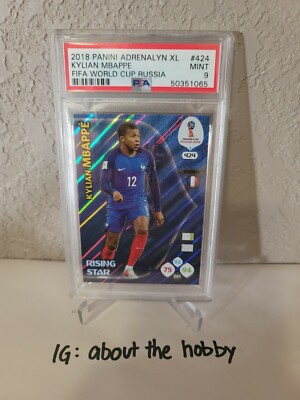 2018 PANINI ADRENALYN XL #424
KYLIAN MBAPPE MINT
FIFA WORLD CUP RUSSIA 9
PSA 50351065
424
KYLIAN MBAPPÉ
12
RISING
STAR
75 94
IG: about the hobby